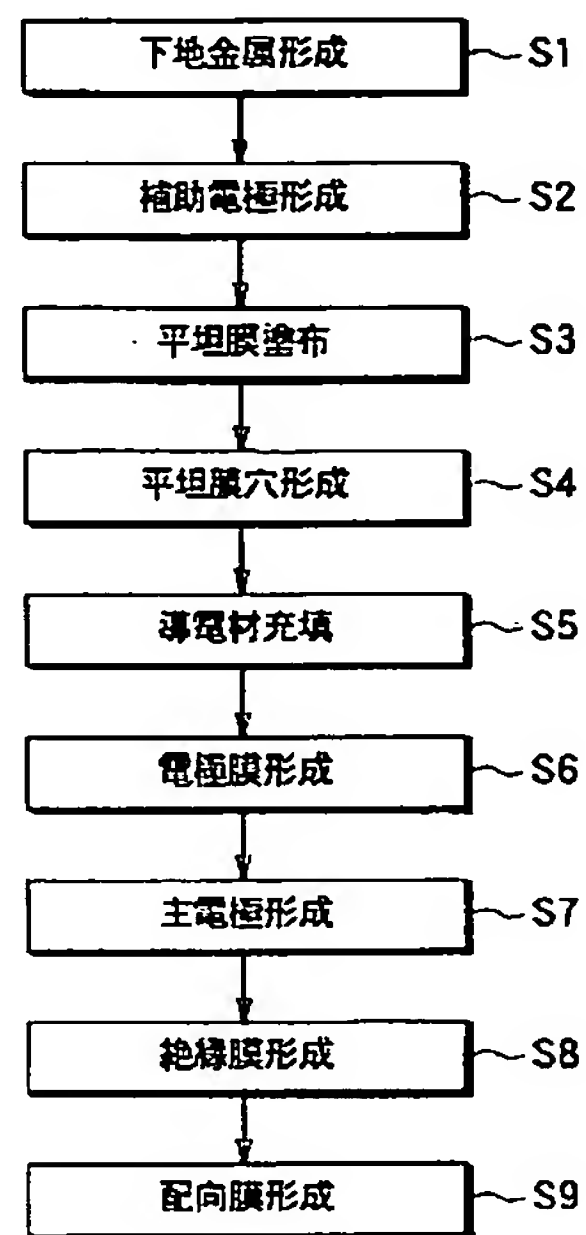 下地金属形成 S1
補助電極形成 S2
平坦膜塗布 S3
平坦膜穴形成 S4
導電材充填 S5
電極膜形成 S6
主電極形成 S7
絶縁膜形成 S8
配向膜形成 S9